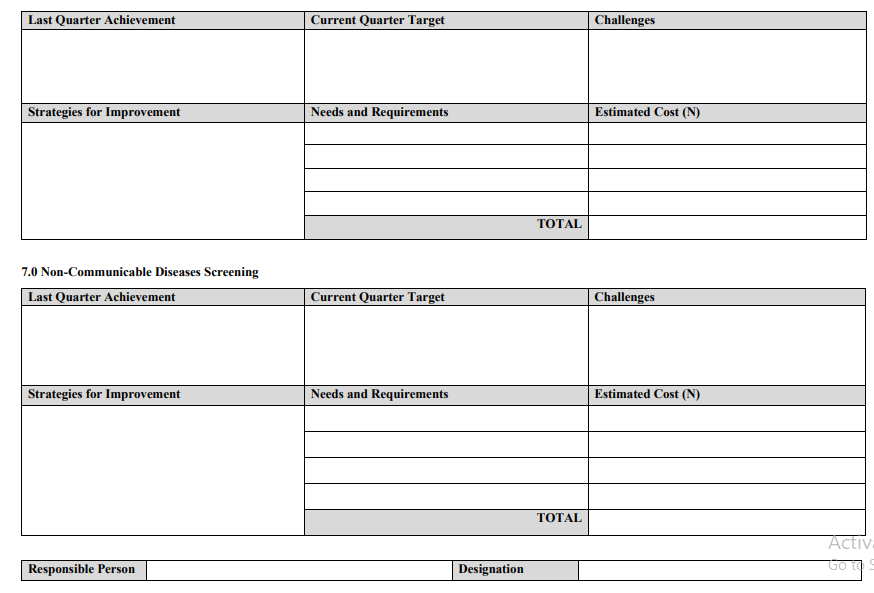 Last Quarter Achievement Current Quarter Target Challenges
Strategies for Improvement Needs and Requirements Estimated Cost (N)
TOTAL
7.0 Non-Communicable Diseases Screening
Last Quarter Achievement Current Quarter Target Challenges
Strategies for Improvement Needs and Requirements Estimated Cost (N)
TOTAL
Activ
Go to S
Responsible Person Designation